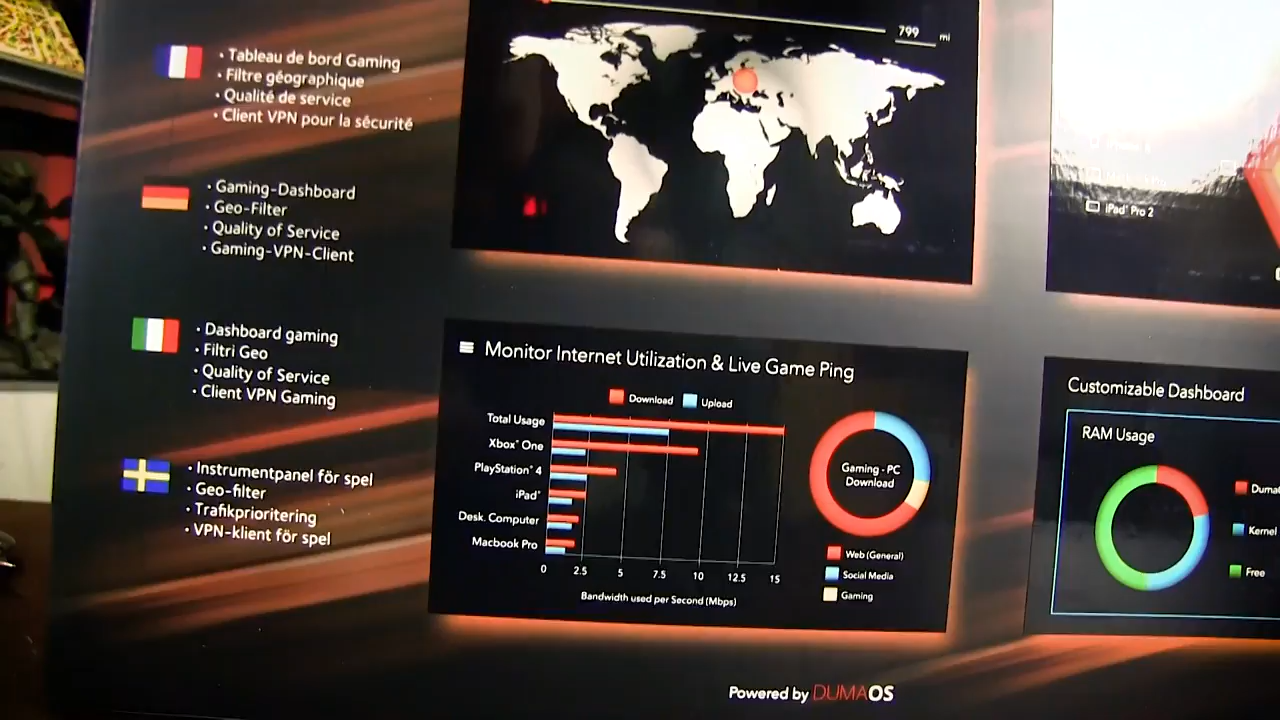 • Tableau de bord Gaming
• Filtre géographique
• Qualité de service
• Client VPN pour la sécurité
• Gaming-Dashboard
• Geo-Filter
• Quality of Service
• Gaming-VPN-Client
• Dashboard gaming
• Filtri Geo
• Quality of Service
• Client VPN Gaming
• Instrumentpanel för spel
• Geo-filter
• Trafikprioritering
• VPN-klient för spel
799 mi
Monitor Internet Utilization & Live Game Ping
Download Upload
Total Usage
Xbox® One
PlayStation® 4
iPad®
Desk. Computer
Macbook Pro
0 2.5 5 7.5 10 12.5 15
Bandwidth used per Second (Mbps)
Gaming - PC
Download
Web (General)
Social Media
Gaming
iPad® Pro 2
Customizable Dashboard
RAM Usage
Kernel
Free
Powered by DUMAOS